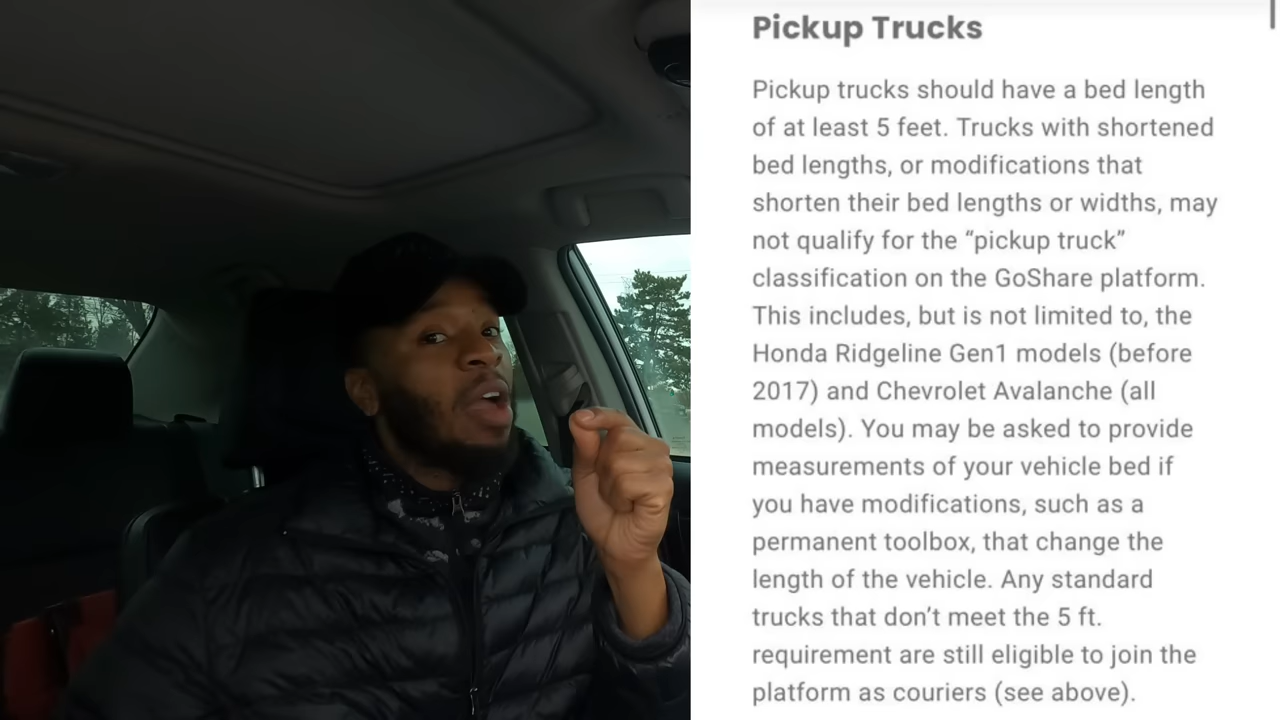 Pickup Trucks
Pickup trucks should have a bed length
of at least 5 feet. Trucks with shortened
bed lengths, or modifications that
shorten their bed lengths or widths, may
not qualify for the “pickup truck”
classification on the GoShare platform.
This includes, but is not limited to, the
Honda Ridgeline Gen1 models (before
2017) and Chevrolet Avalanche (all
models). You may be asked to provide
measurements of your vehicle bed if
you have modifications, such as a
permanent toolbox, that change the
length of the vehicle. Any standard
trucks that don’t meet the 5 ft.
requirement are still eligible to join the
platform as couriers (see above).